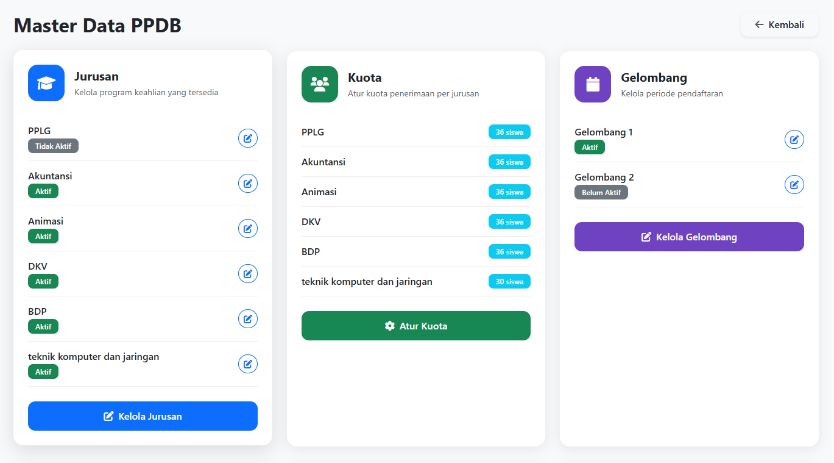 Master Data PPDB
Kembali
Jurusan
Kelola program keahlian yang tersedia
PPLG
Tidak Aktif
Akuntansi
Aktif
Animasi
Aktif
DKV
Aktif
BDP
Aktif
teknik komputer dan jaringan
Aktif
Kelola Jurusan
Kuota
Atur kuota penerimaan per jurusan
PPLG 36 siswa
Akuntansi 36 siswa
Animasi 36 siswa
DKV 36 siswa
BDP 36 siswa
teknik komputer dan jaringan 30 siswa
Atur Kuota
Gelombang
Kelola periode pendaftaran
Gelombang 1
Aktif
Gelombang 2
Belum Aktif
Kelola Gelombang